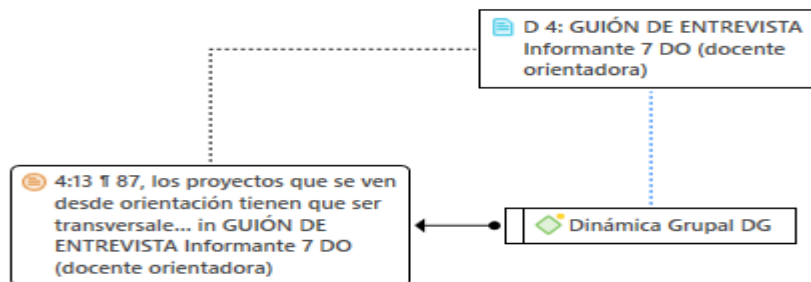 D 4: GUIÓN DE ENTREVISTA
Informante 7 DO (docente
orientadora)
4:13 ¶ 87, los proyectos que se ven
desde orientación tienen que ser
transversale... in GUIÓN DE
ENTREVISTA Informante 7 DO
(docente orientadora)
Dinámica Grupal DG